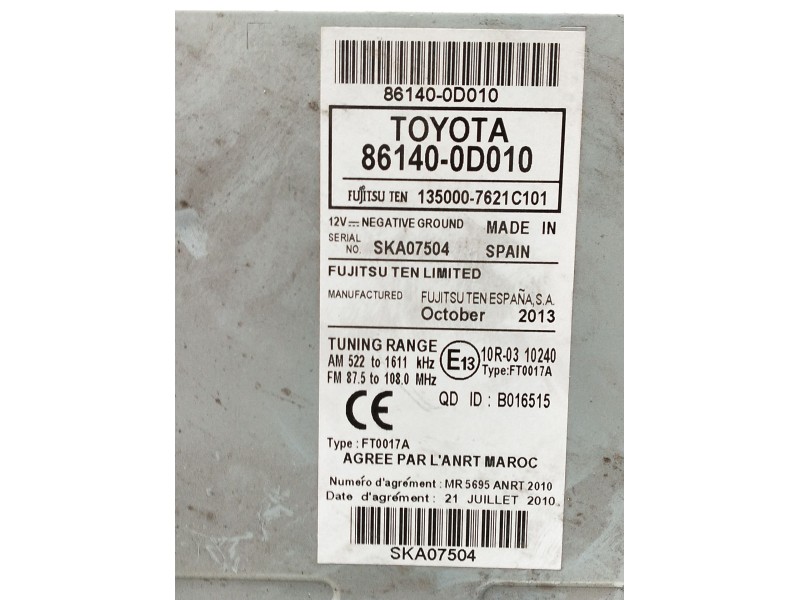 86140-0D010
TOYOTA
86140-0D010
FUJITSU TEN 135000-7621C101
12V⎓ NEGATIVE GROUND MADE IN
SERIAL NO. SKA07504 SPAIN
FUJITSU TEN LIMITED
MANUFACTURED FUJITSU TEN ESPAÑA,S.A.
October 2013
TUNING RANGE
AM 522 to 1611 kHz
FM 87.5 to 108.0 MHz
E13 10R-03 10240
Type:FT0017A
QD ID : B016515
CE
Type : FT0017A
AGREE PAR L'ANRT MAROC
Numero d'agrément : MR 5695 ANRT 2010
Date d'agrément : 21 JUILLET 2010
SKA07504